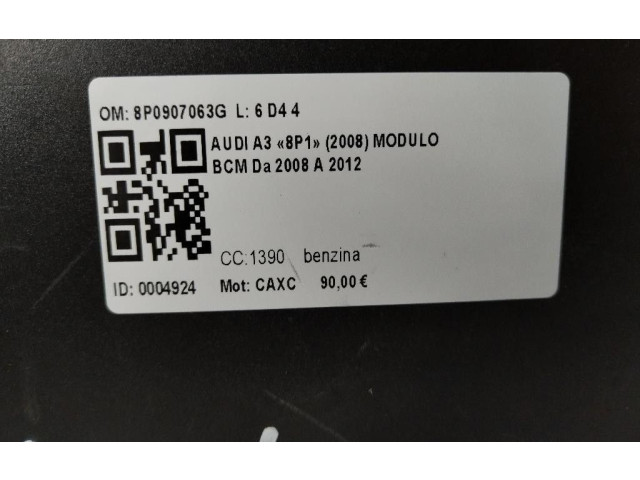 OM: 8P0907063G L: 6 D4 4
AUDI A3 «8P1» (2008) MODULO
BCM Da 2008 A 2012
CC:1390 benzina
ID: 0004924 Mot: CAXC 90,00 €